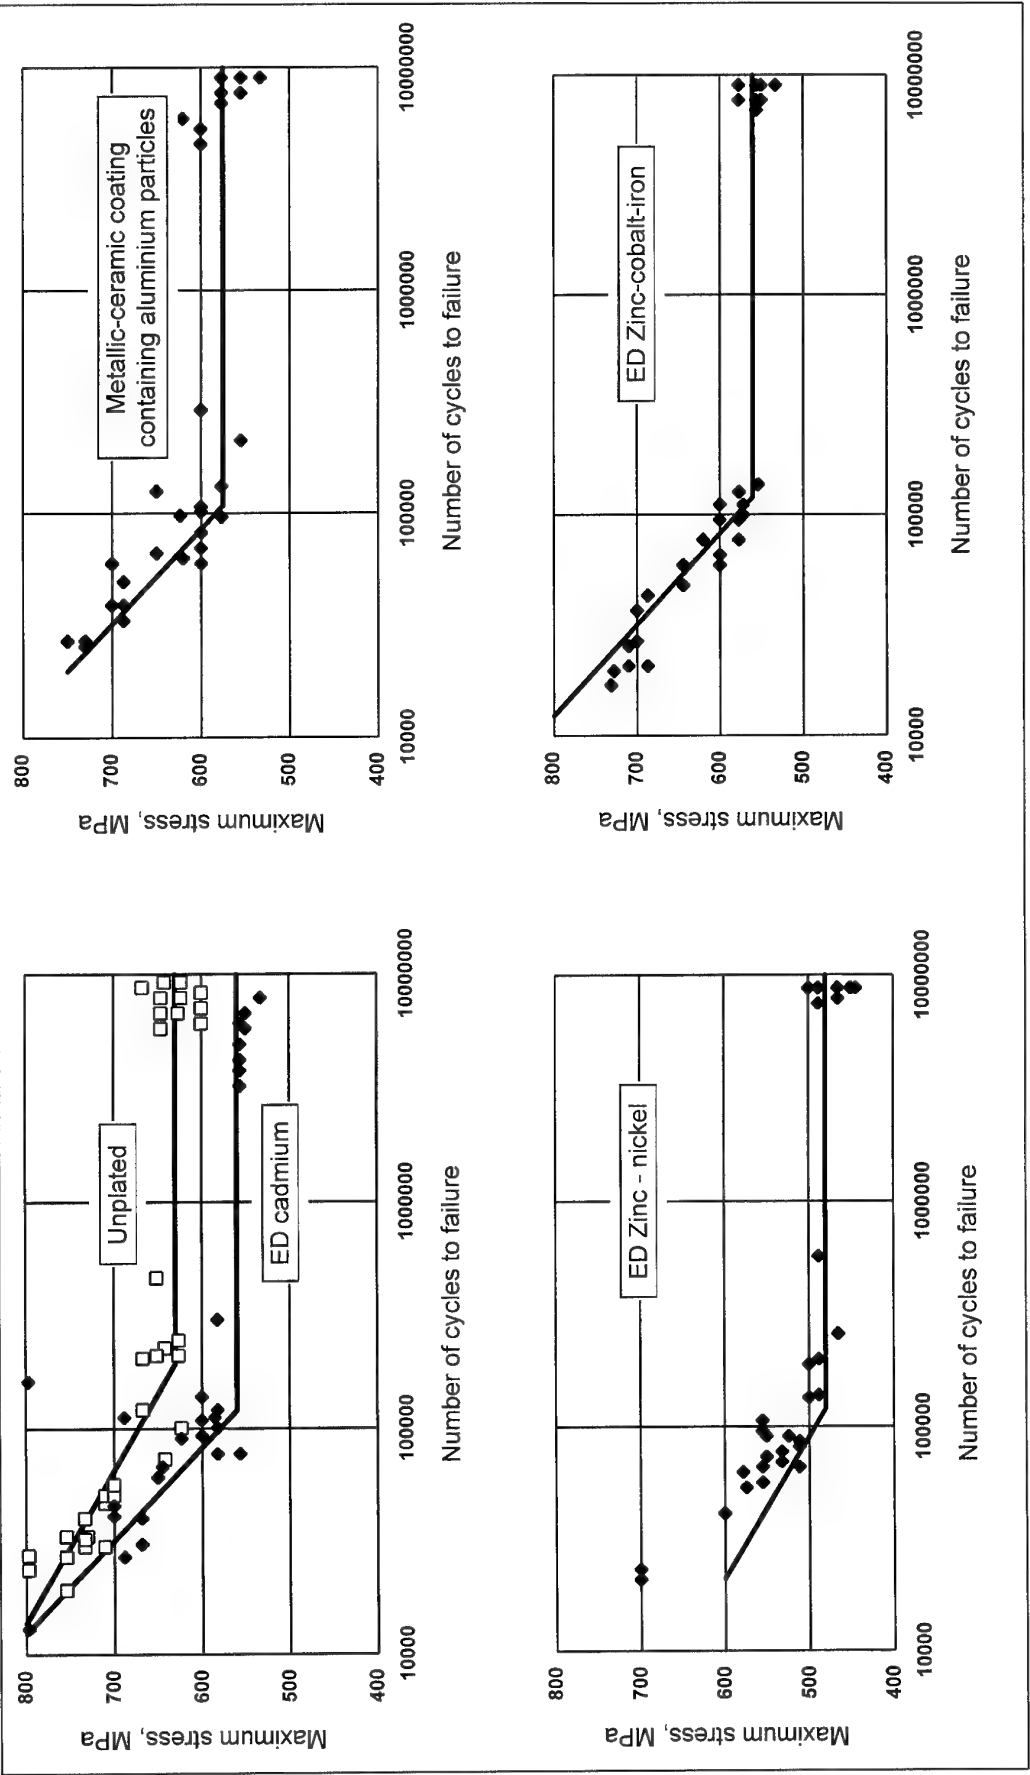 Maximum stress, MPa
800
700
600
500
400
Unplated
ED cadmium
10000
100000
1000000
10000000
Number of cycles to failure
Maximum stress, MPa
800
700
600
500
400
Metallic-ceramic coating
containing aluminium particles
10000
100000
1000000
10000000
Number of cycles to failure
Maximum stress, MPa
800
700
600
500
400
ED Zinc - nickel
10000
100000
1000000
10000000
Number of cycles to failure
Maximum stress, MPa
800
700
600
500
400
ED Zinc-cobalt-iron
10000
100000
1000000
10000000
Number of cycles to failure